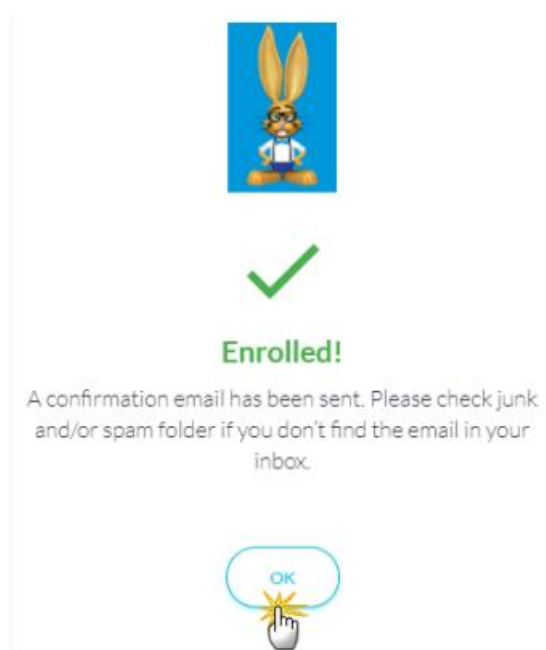 Enrolled!
A confirmation email has been sent. Please check junk
and/or spam folder if you don't find the email in your
inbox.
OK